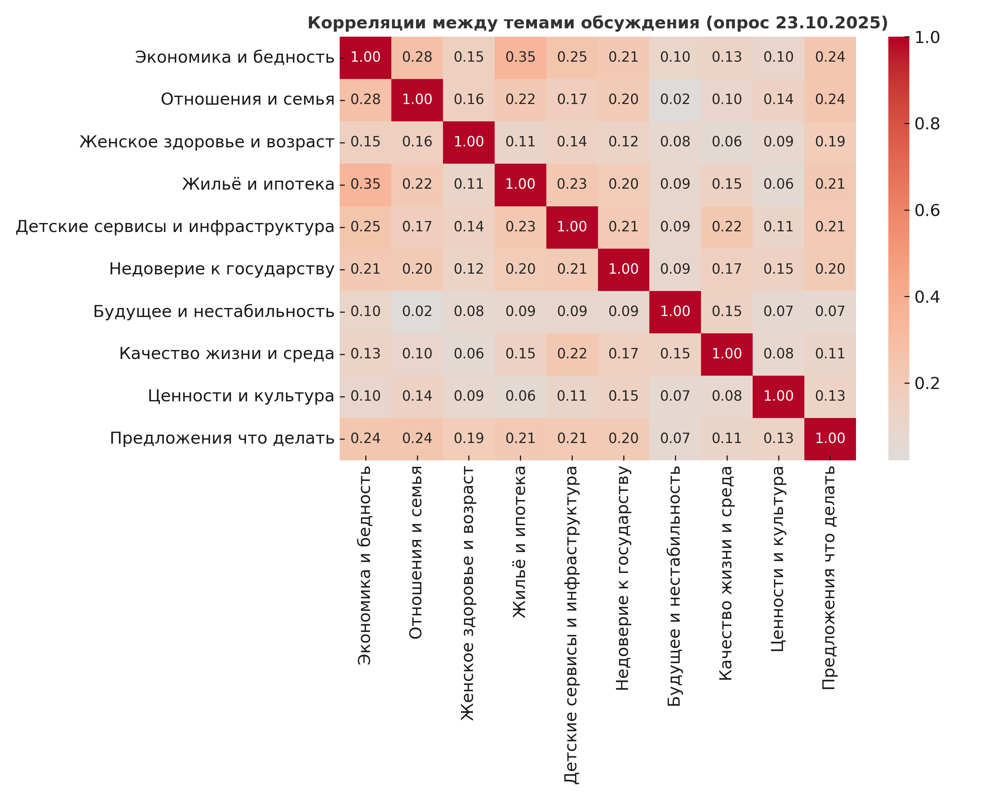 Корреляции между темами обсуждения (опрос 23.10.2025)
Экономика и бедность 1.00 0.28 0.15 0.35 0.25 0.21 0.10 0.13 0.10 0.24
Отношения и семья 0.28 1.00 0.16 0.22 0.17 0.20 0.02 0.10 0.14 0.24
Женское здоровье и возраст 0.15 0.16 1.00 0.11 0.14 0.12 0.08 0.06 0.09 0.19
Жильё и ипотека 0.35 0.22 0.11 1.00 0.23 0.20 0.09 0.15 0.06 0.21
Детские сервисы и инфраструктура 0.25 0.17 0.14 0.23 1.00 0.21 0.09 0.22 0.11 0.21
Недоверие к государству 0.21 0.20 0.12 0.20 0.21 1.00 0.09 0.17 0.15 0.20
Будущее и нестабильность 0.10 0.02 0.08 0.09 0.09 0.09 1.00 0.15 0.07 0.07
Качество жизни и среда 0.13 0.10 0.06 0.15 0.22 0.17 0.15 1.00 0.08 0.11
Ценности и культура 0.10 0.14 0.09 0.06 0.11 0.15 0.07 0.08 1.00 0.13
Предложения что делать 0.24 0.24 0.19 0.21 0.21 0.20 0.07 0.11 0.13 1.00
Экономика и бедность
Отношения и семья
Женское здоровье и возраст
Жильё и ипотека
Детские сервисы и инфраструктура
Недоверие к государству
Будущее и нестабильность
Качество жизни и среда
Ценности и культура
Предложения что делать
1.0
0.8
0.6
0.4
0.2